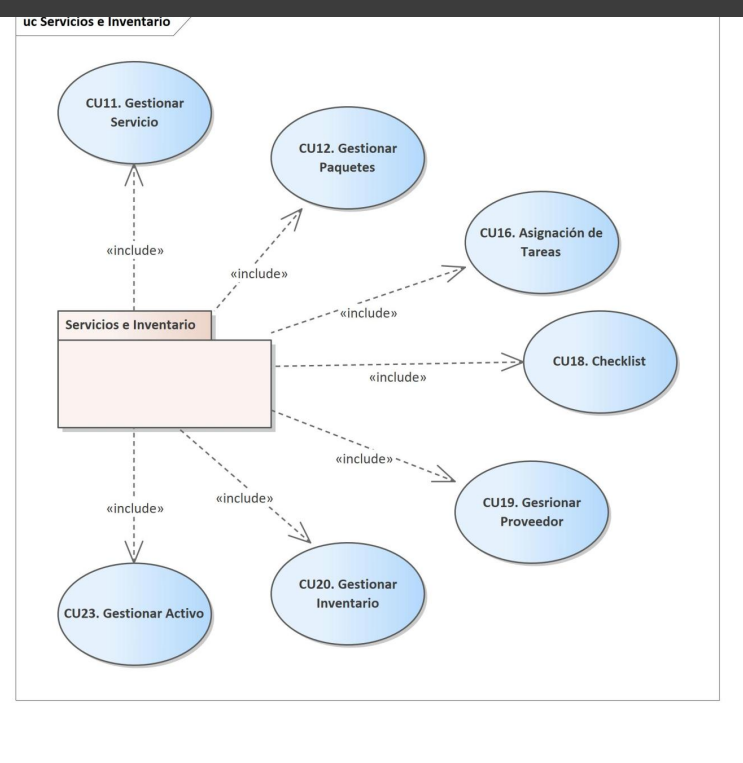 uc Servicios e Inventario
CU11. Gestionar
Servicio
CU12. Gestionar
Paquetes
CU16. Asignación de
Tareas
«include»
«include»
«include»
Servicios e Inventario
CU18. Checklist
«include»
«include»
CU19. Gesrionar
Proveedor
«include»
«include»
CU20. Gestionar
Inventario
CU23. Gestionar Activo